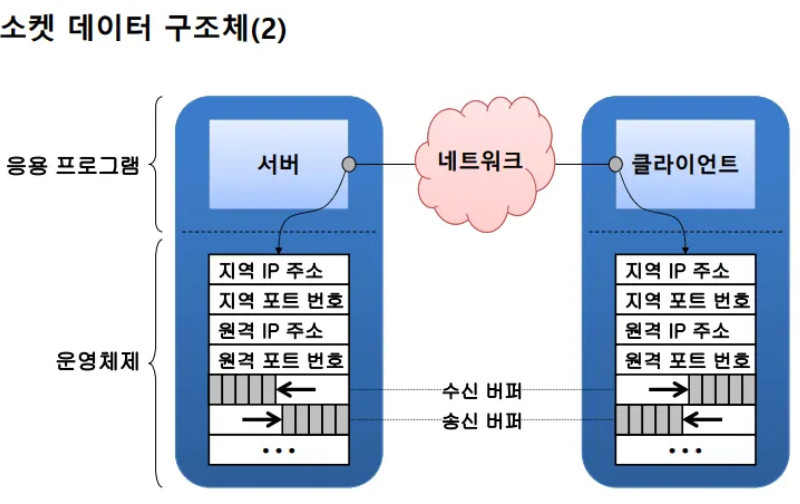 소켓 데이터 구조체(2)
응용 프로그램
서버
네트워크
클라이언트
운영체제
지역 IP 주소
지역 포트 번호
원격 IP 주소
원격 포트 번호
수신 버퍼
송신 버퍼
...
지역 IP 주소
지역 포트 번호
원격 IP 주소
원격 포트 번호
...